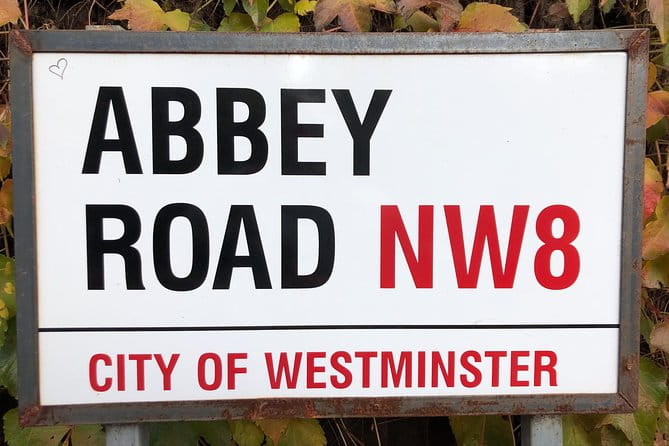 ABBEY
ROAD NW8
CITY OF WESTMINSTER